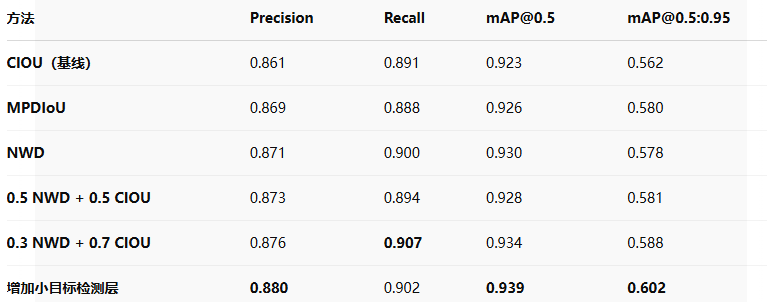 方法 Precision Recall mAP@0.5 mAP@0.5:0.95
CIOU（基线） 0.861 0.891 0.923 0.562
MPDIoU 0.869 0.888 0.926 0.580
NWD 0.871 0.900 0.930 0.578
0.5 NWD + 0.5 CIOU 0.873 0.894 0.928 0.581
0.3 NWD + 0.7 CIOU 0.876 0.907 0.934 0.588
增加小目标检测层 0.880 0.902 0.939 0.602